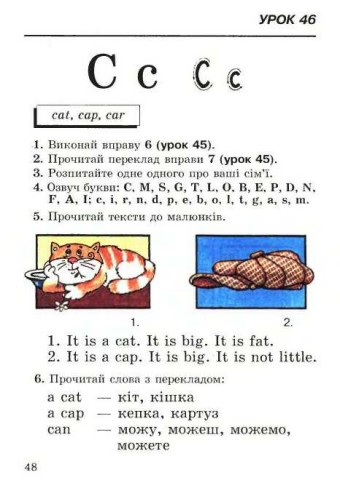 УРОК 46
C c C c
cat, cap, car
1. Виконай вправу 6 (урок 45).
2. Прочитай переклад вправи 7 (урок 45).
3. Розпитайте одне одного про ваші сім'ї.
4. Озвуч букви: C, M, S, G, T, L, O, B, E, P, D, N,
F, A, I; c, i, r, n, d, p, e, b, o, l, t, g, a, s, m.
5. Прочитай тексти до малюнків.
1. 2.
1. It is a cat. It is big. It is fat.
2. It is a cap. It is big. It is not little.
6. Прочитай слова з перекладом:
a cat — кіт, кішка
a cap — кепка, картуз
can — можу, можеш, можемо,
можете
48